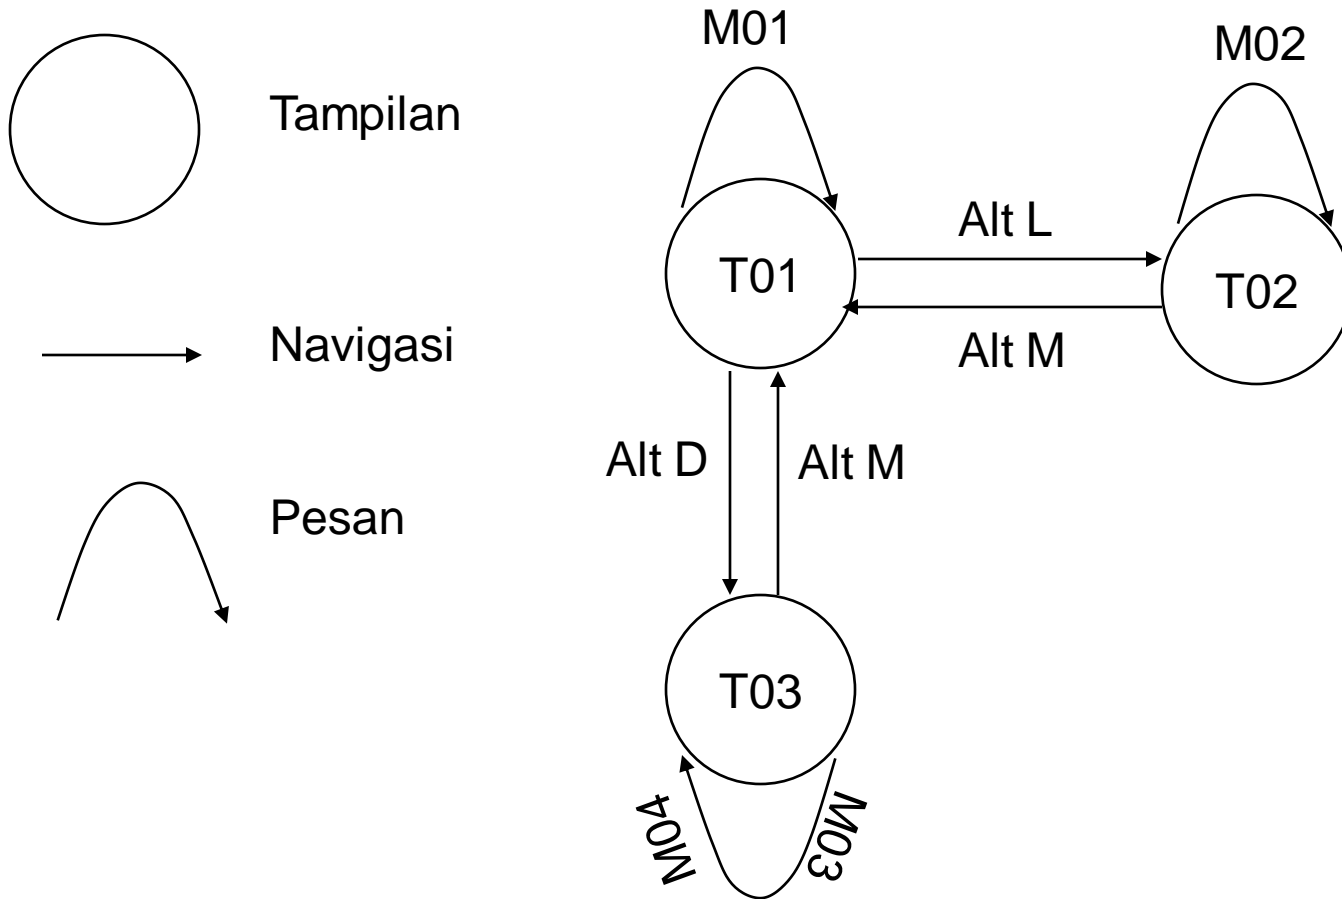 Tampilan
Navigasi
Pesan
M01
M02
T01
Alt L
T02
Alt M
Alt D
Alt M
T03
M04
M03